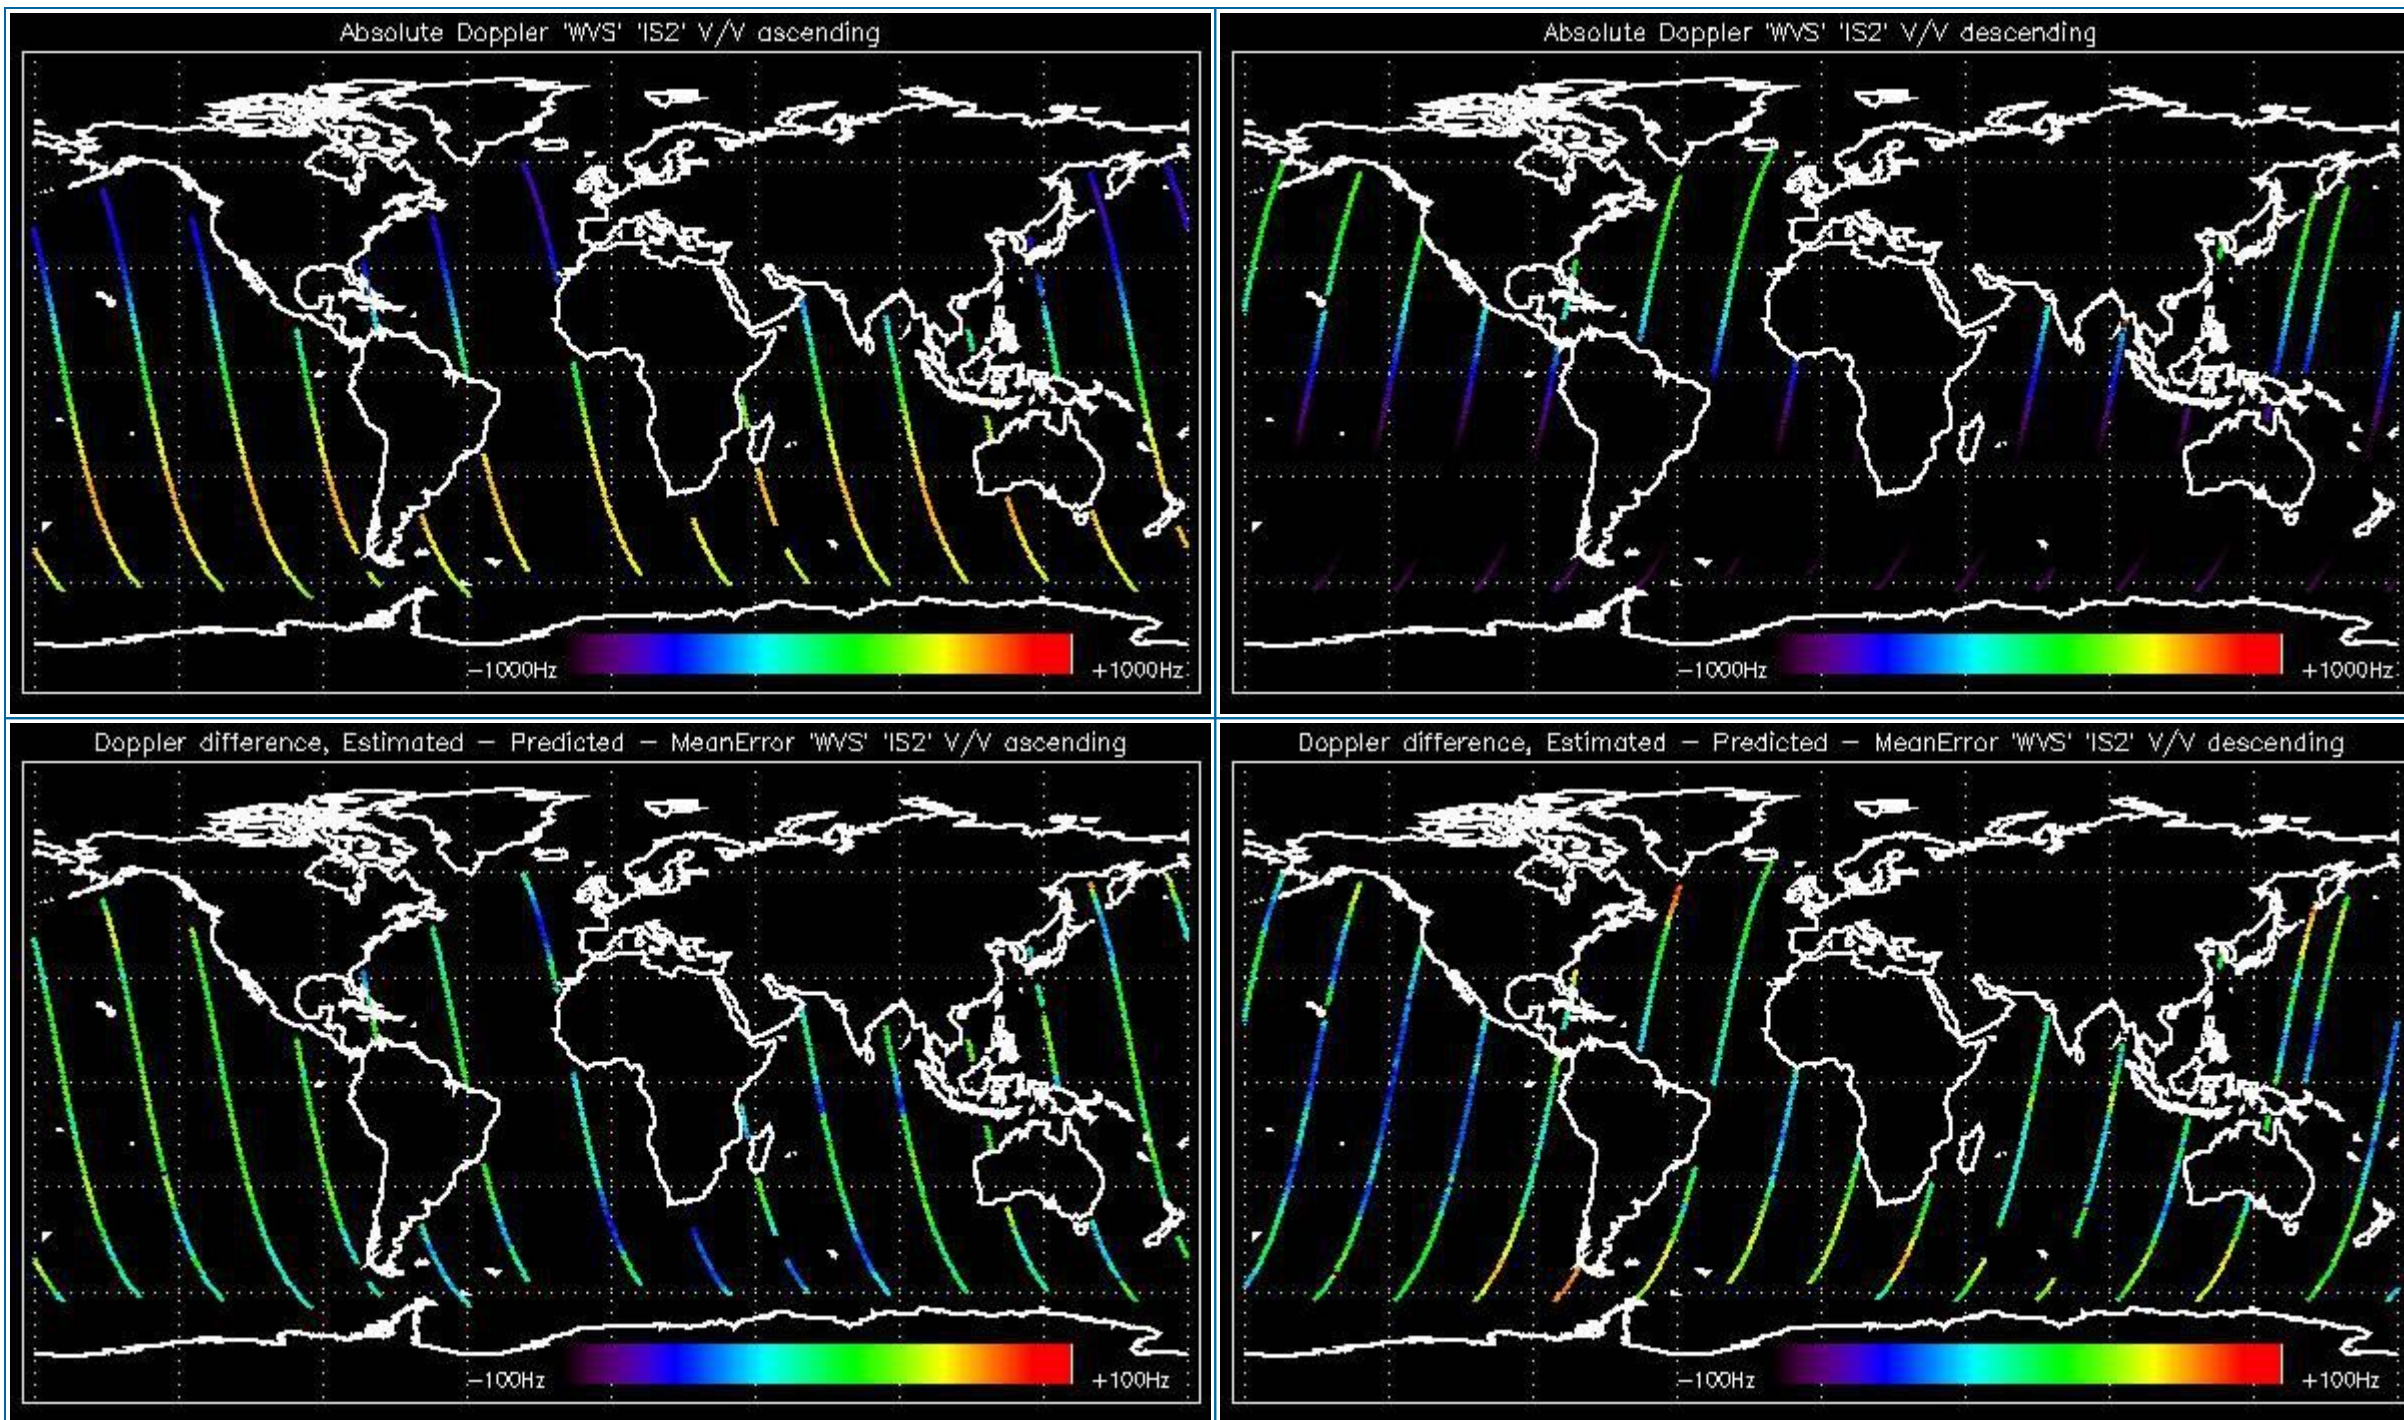 Absolute Doppler 'WVS' 'IS2' V/V ascending
−1000Hz
+1000Hz
Absolute Doppler 'WVS' 'IS2' V/V descending
−1000Hz
+1000Hz
Doppler difference, Estimated − Predicted − MeanError 'WVS' 'IS2' V/V ascending
−100Hz
+100Hz
Doppler difference, Estimated − Predicted − MeanError 'WVS' 'IS2' V/V descending
−100Hz
+100Hz